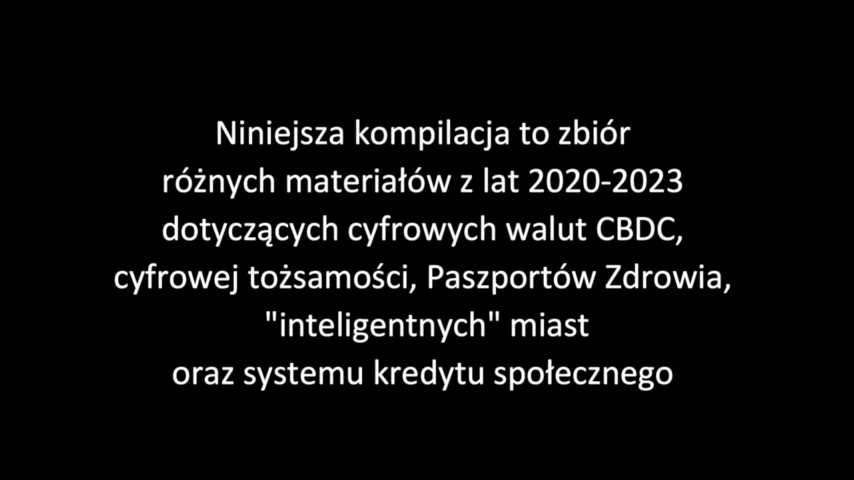 Niniejsza kompilacja to zbiór
różnych materiałów z lat 2020-2023
dotyczących cyfrowych walut CBDC,
cyfrowej tożsamości, Paszportów Zdrowia,
"inteligentnych" miast
oraz systemu kredytu społecznego